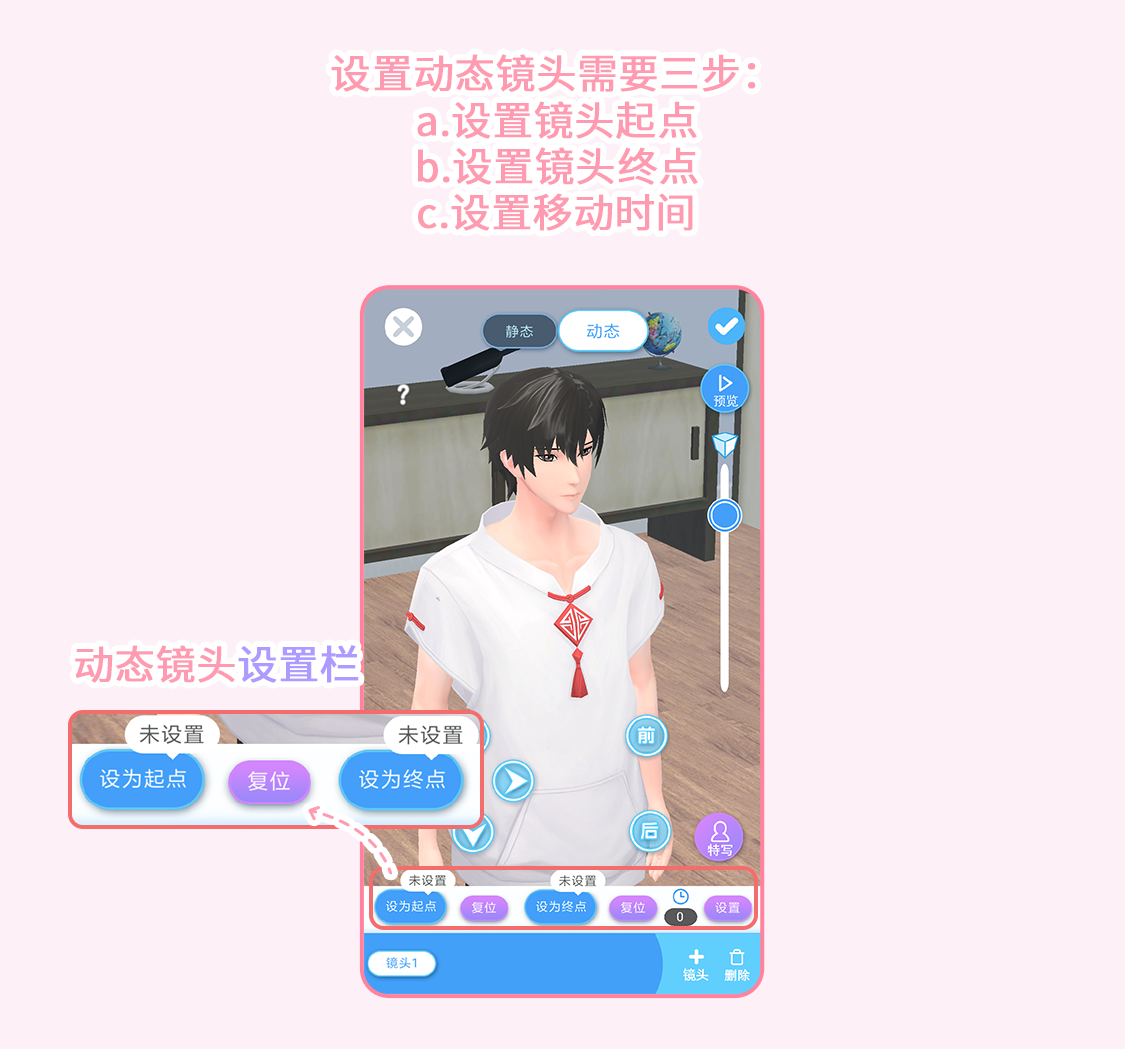 设置动态镜头需要三步：
a.设置镜头起点
b.设置镜头终点
c.设置移动时间
静态
动态
?
预览
动态镜头设置栏
未设置
未设置
设为起点
复位
设为终点
前
后
特写
未设置
未设置
设为起点
复位
设为终点
复位
0
设置
镜头1
镜头
删除